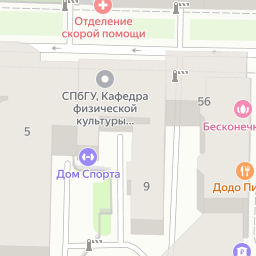 Отделение
скорой помощи
СПбГУ, Кафедра
физической
культуры...
56
Бесконечн
5
Дом Спорта
9
Додо Пи